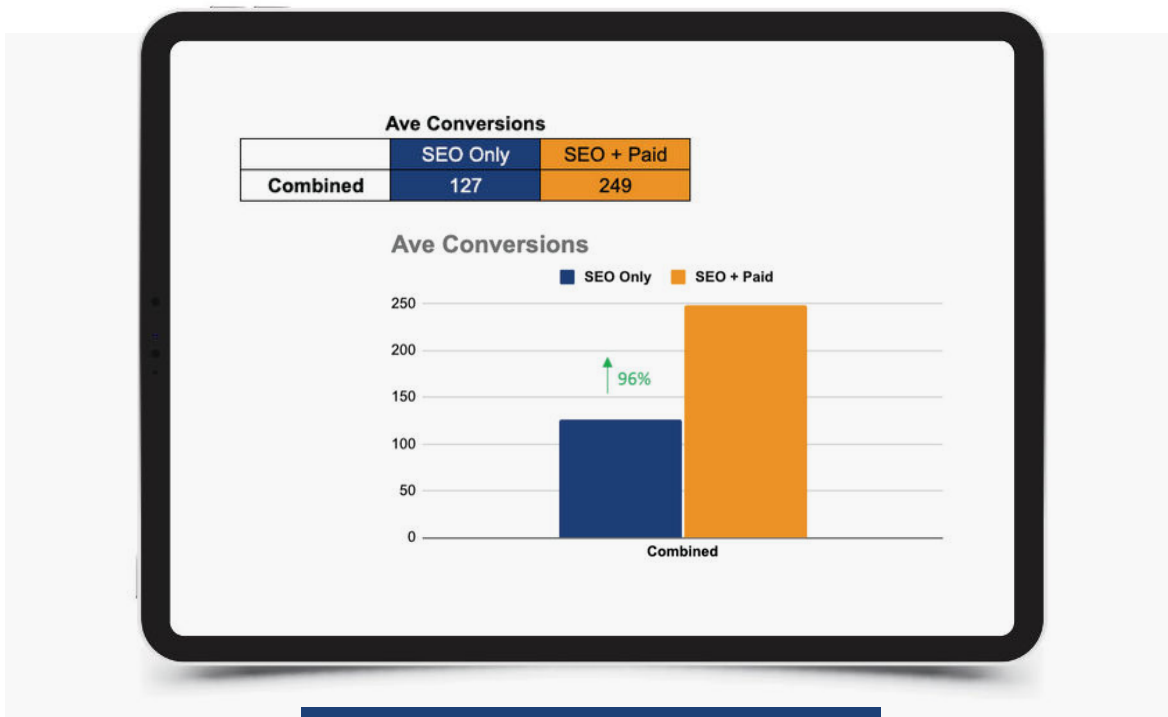 Ave Conversions
SEO Only SEO + Paid
Combined 127 249
Ave Conversions
SEO Only SEO + Paid
250
200
96%
150
100
50
0
Combined